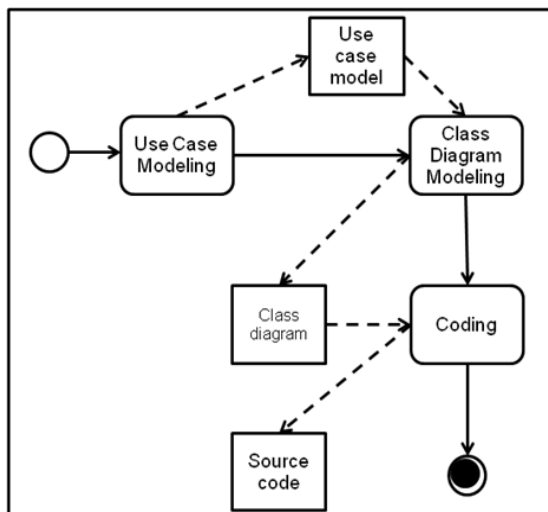 Use
case
model
Use Case
Modeling
Class
Diagram
Modeling
Class
diagram
Coding
Source
code